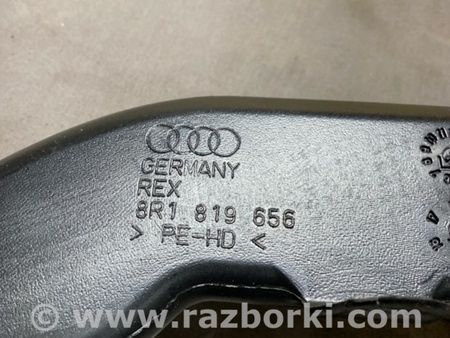 GERMANY
REX
8R1 819 656
> PE-HD <
www.razborki.com